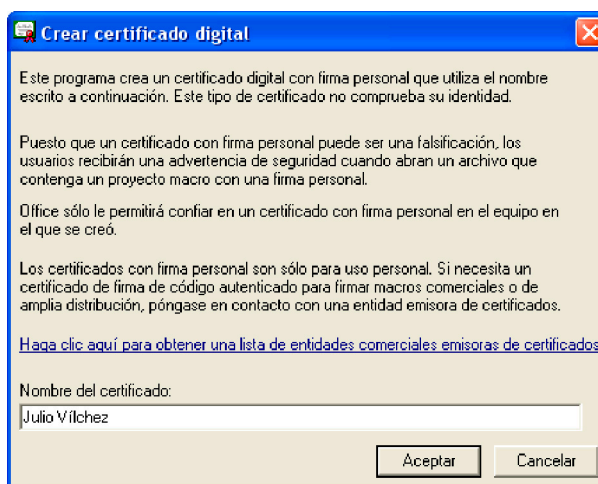 Crear certificado digital
Este programa crea un certificado digital con firma personal que utiliza el nombre
escrito a continuación. Este tipo de certificado no comprueba su identidad.
Puesto que un certificado con firma personal puede ser una falsificación, los
usuarios recibirán una advertencia de seguridad cuando abran un archivo que
contenga un proyecto macro con una firma personal.
Office sólo le permitirá confiar en un certificado con firma personal en el equipo en
el que se creó.
Los certificados con firma personal son sólo para uso personal. Si necesita un
certificado de firma de código autenticado para firmar macros comerciales o de
amplia distribución, póngase en contacto con una entidad emisora de certificados.
Haga clic aquí para obtener una lista de entidades comerciales emisoras de certificados
Nombre del certificado:
Julio Vílchez
Aceptar Cancelar